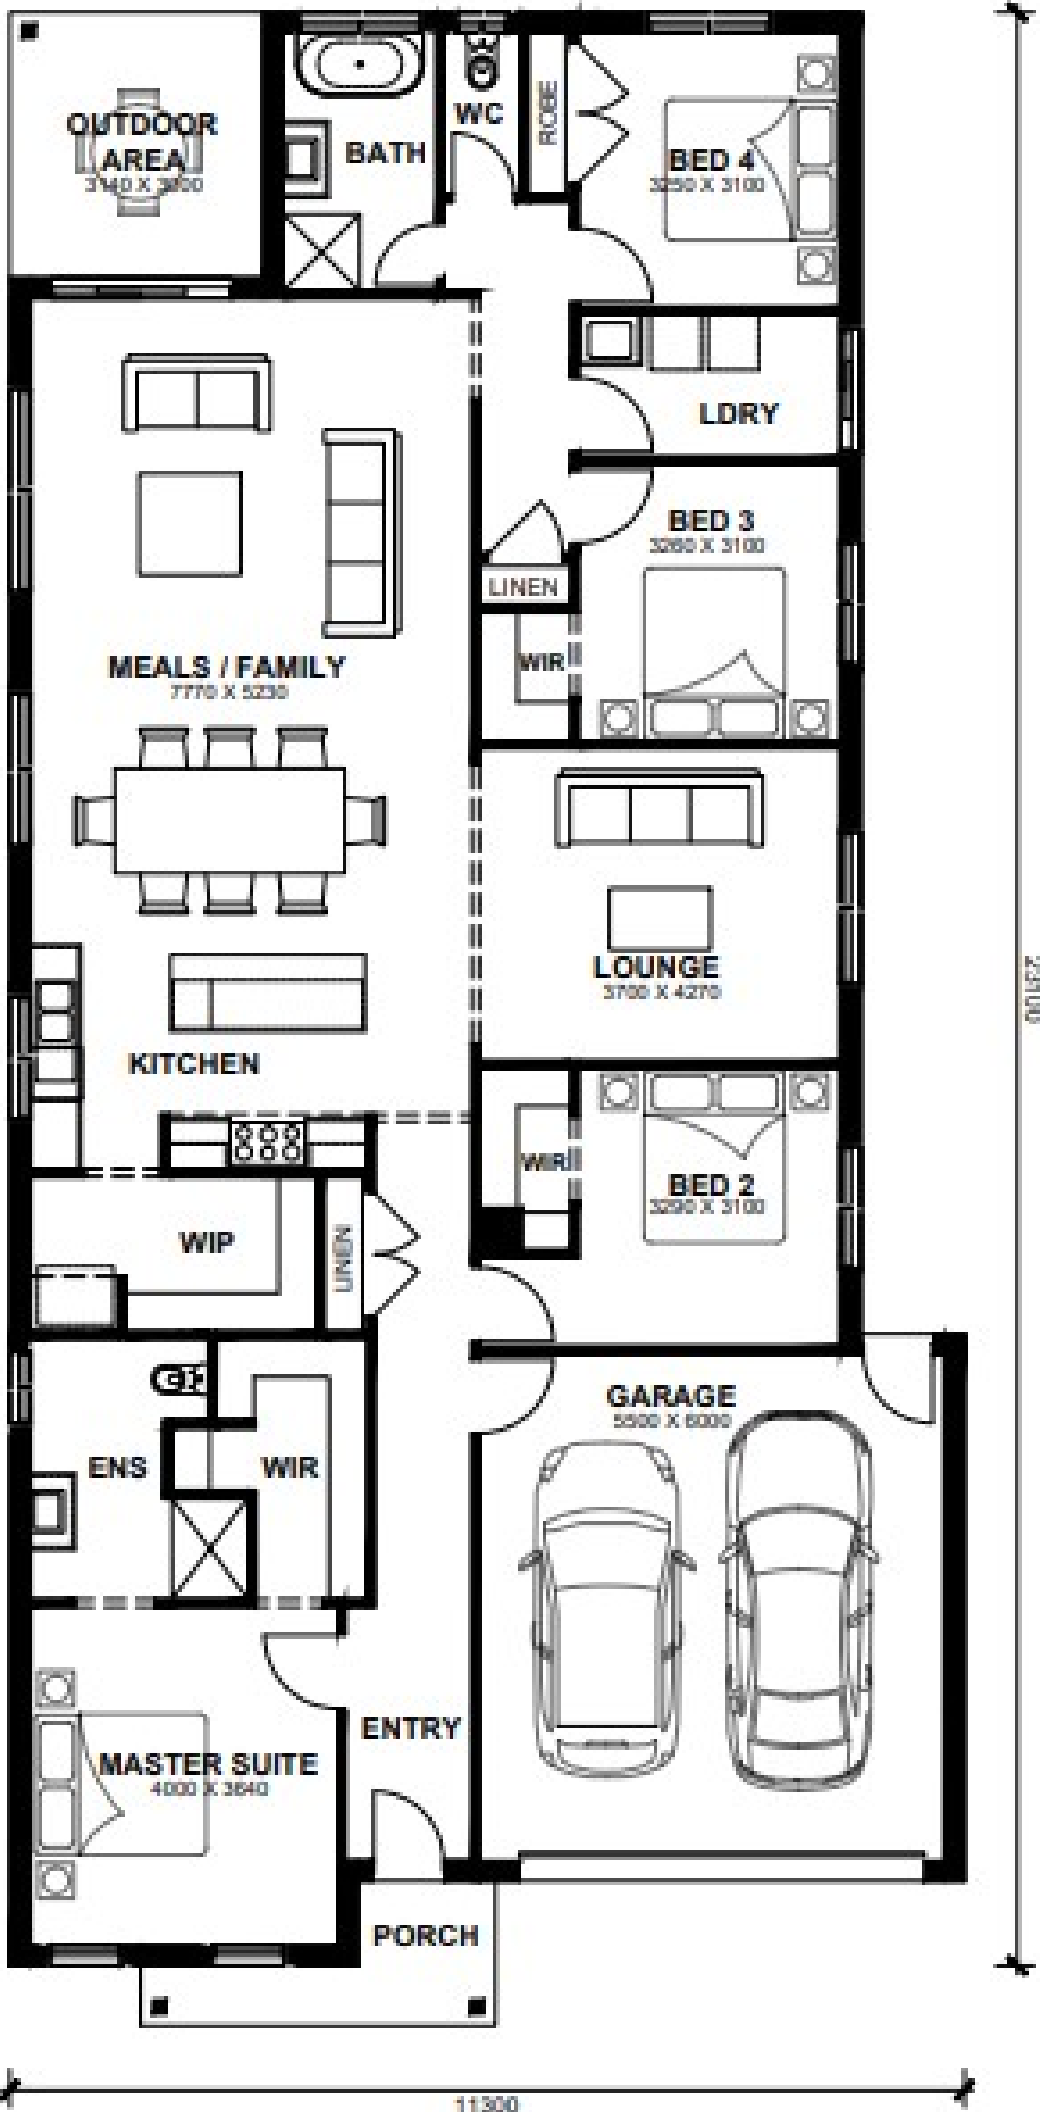 OUTDOOR
AREA
WC
ROBE
BATH
BED 4
3250 X 3100
LDRY
BED 3
3260 X 3100
LINEN
WIR
MEALS / FAMILY
7770 X 5230
LOUNGE
3700 X 4270
23100
KITCHEN
WIR
BED 2
3290 X 3100
WIP
LINEN
GARAGE
5500 X 6000
ENS
WIR
ENTRY
MASTER SUITE
4000 X 3640
PORCH
11300